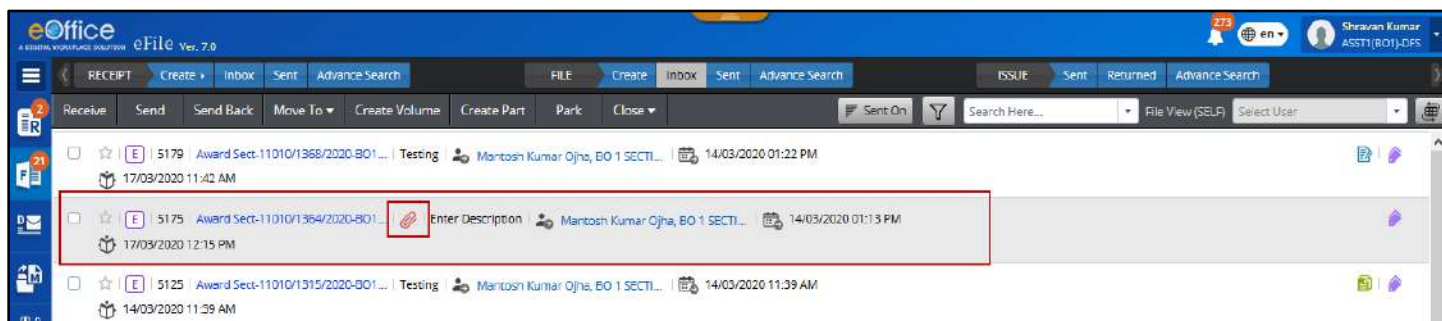 eOffice
A DIGITAL WORKPLACE SOLUTION eFile Ver. 7.0
273
en
Shravan Kumar
ASST1(BO1)-DFS
RECEIPT Create Inbox Sent Advance Search FILE Create Inbox Sent Advance Search ISSUE Sent Returned Advance Search
2
R
Receive Send Send Back Move To Create Volume Create Part Park Close Sent On Search Here... File View (SELF) Select User
21
F
E 5179 Award Sect-11010/1368/2020-BO1... Testing Mantosh Kumar Ojha, BO 1 SECTI... 14/03/2020 01:22 PM
17/03/2020 11:42 AM
D
E 5175 Award Sect-11010/1364/2020-BO1... Enter Description Mantosh Kumar Ojha, BO 1 SECTI... 14/03/2020 01:13 PM
17/03/2020 12:15 PM
M
E 5125 Award Sect-11010/1315/2020-BO1... Testing Mantosh Kumar Ojha, BO 1 SECTI... 14/03/2020 11:39 AM
14/03/2020 11:39 AM